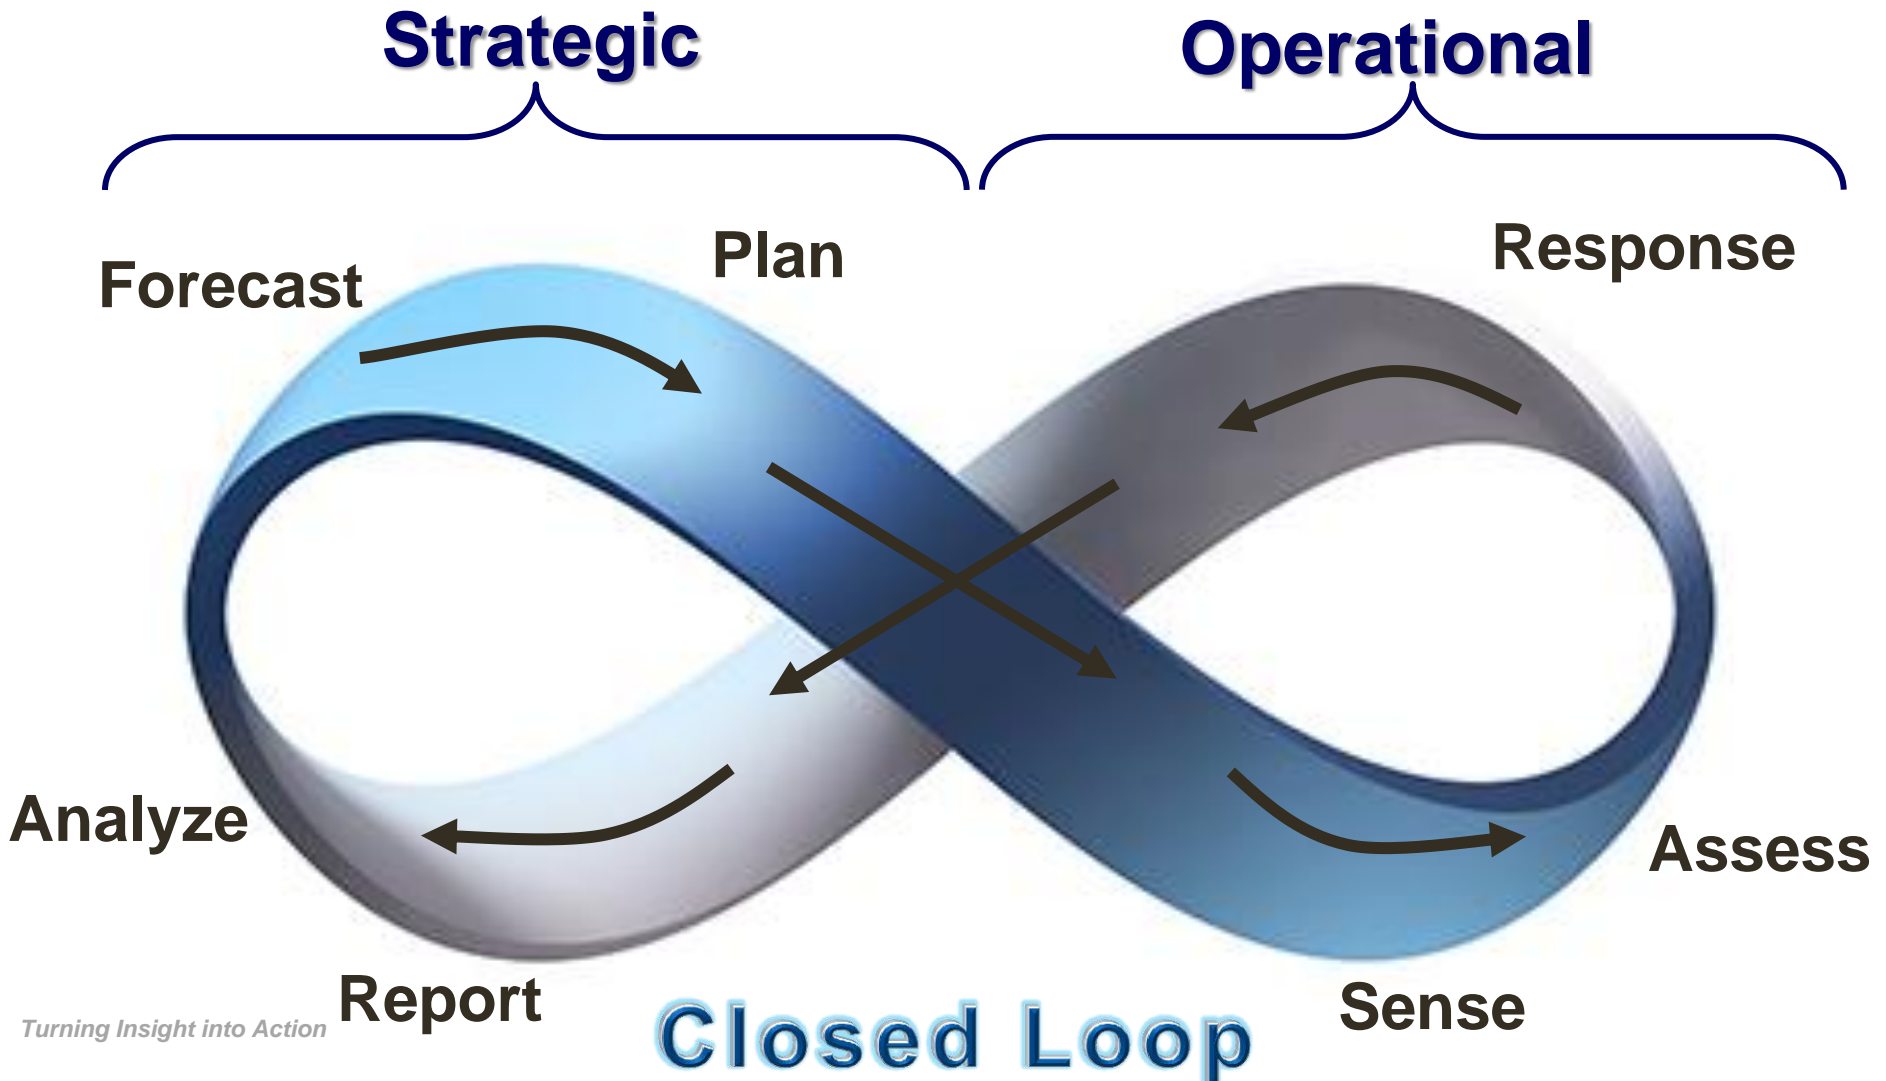 Strategic
Operational
Forecast
Plan
Response
Analyze
Assess
Report
Sense
Turning Insight into Action
Closed Loop